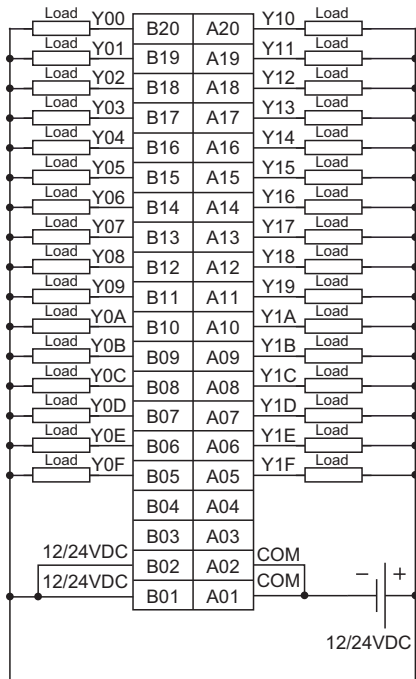 Load Y00 B20 A20 Y10 Load
Load Y01 B19 A19 Y11 Load
Load Y02 B18 A18 Y12 Load
Load Y03 B17 A17 Y13 Load
Load Y04 B16 A16 Y14 Load
Load Y05 B15 A15 Y15 Load
Load Y06 B14 A14 Y16 Load
Load Y07 B13 A13 Y17 Load
Load Y08 B12 A12 Y18 Load
Load Y09 B11 A11 Y19 Load
Load Y0A B10 A10 Y1A Load
Load Y0B B09 A09 Y1B Load
Load Y0C B08 A08 Y1C Load
Load Y0D B07 A07 Y1D Load
Load Y0E B06 A06 Y1E Load
Load Y0F B05 A05 Y1F Load
B04 A04
B03 A03
12/24VDC B02 A02 COM
12/24VDC B01 A01 COM − +
12/24VDC